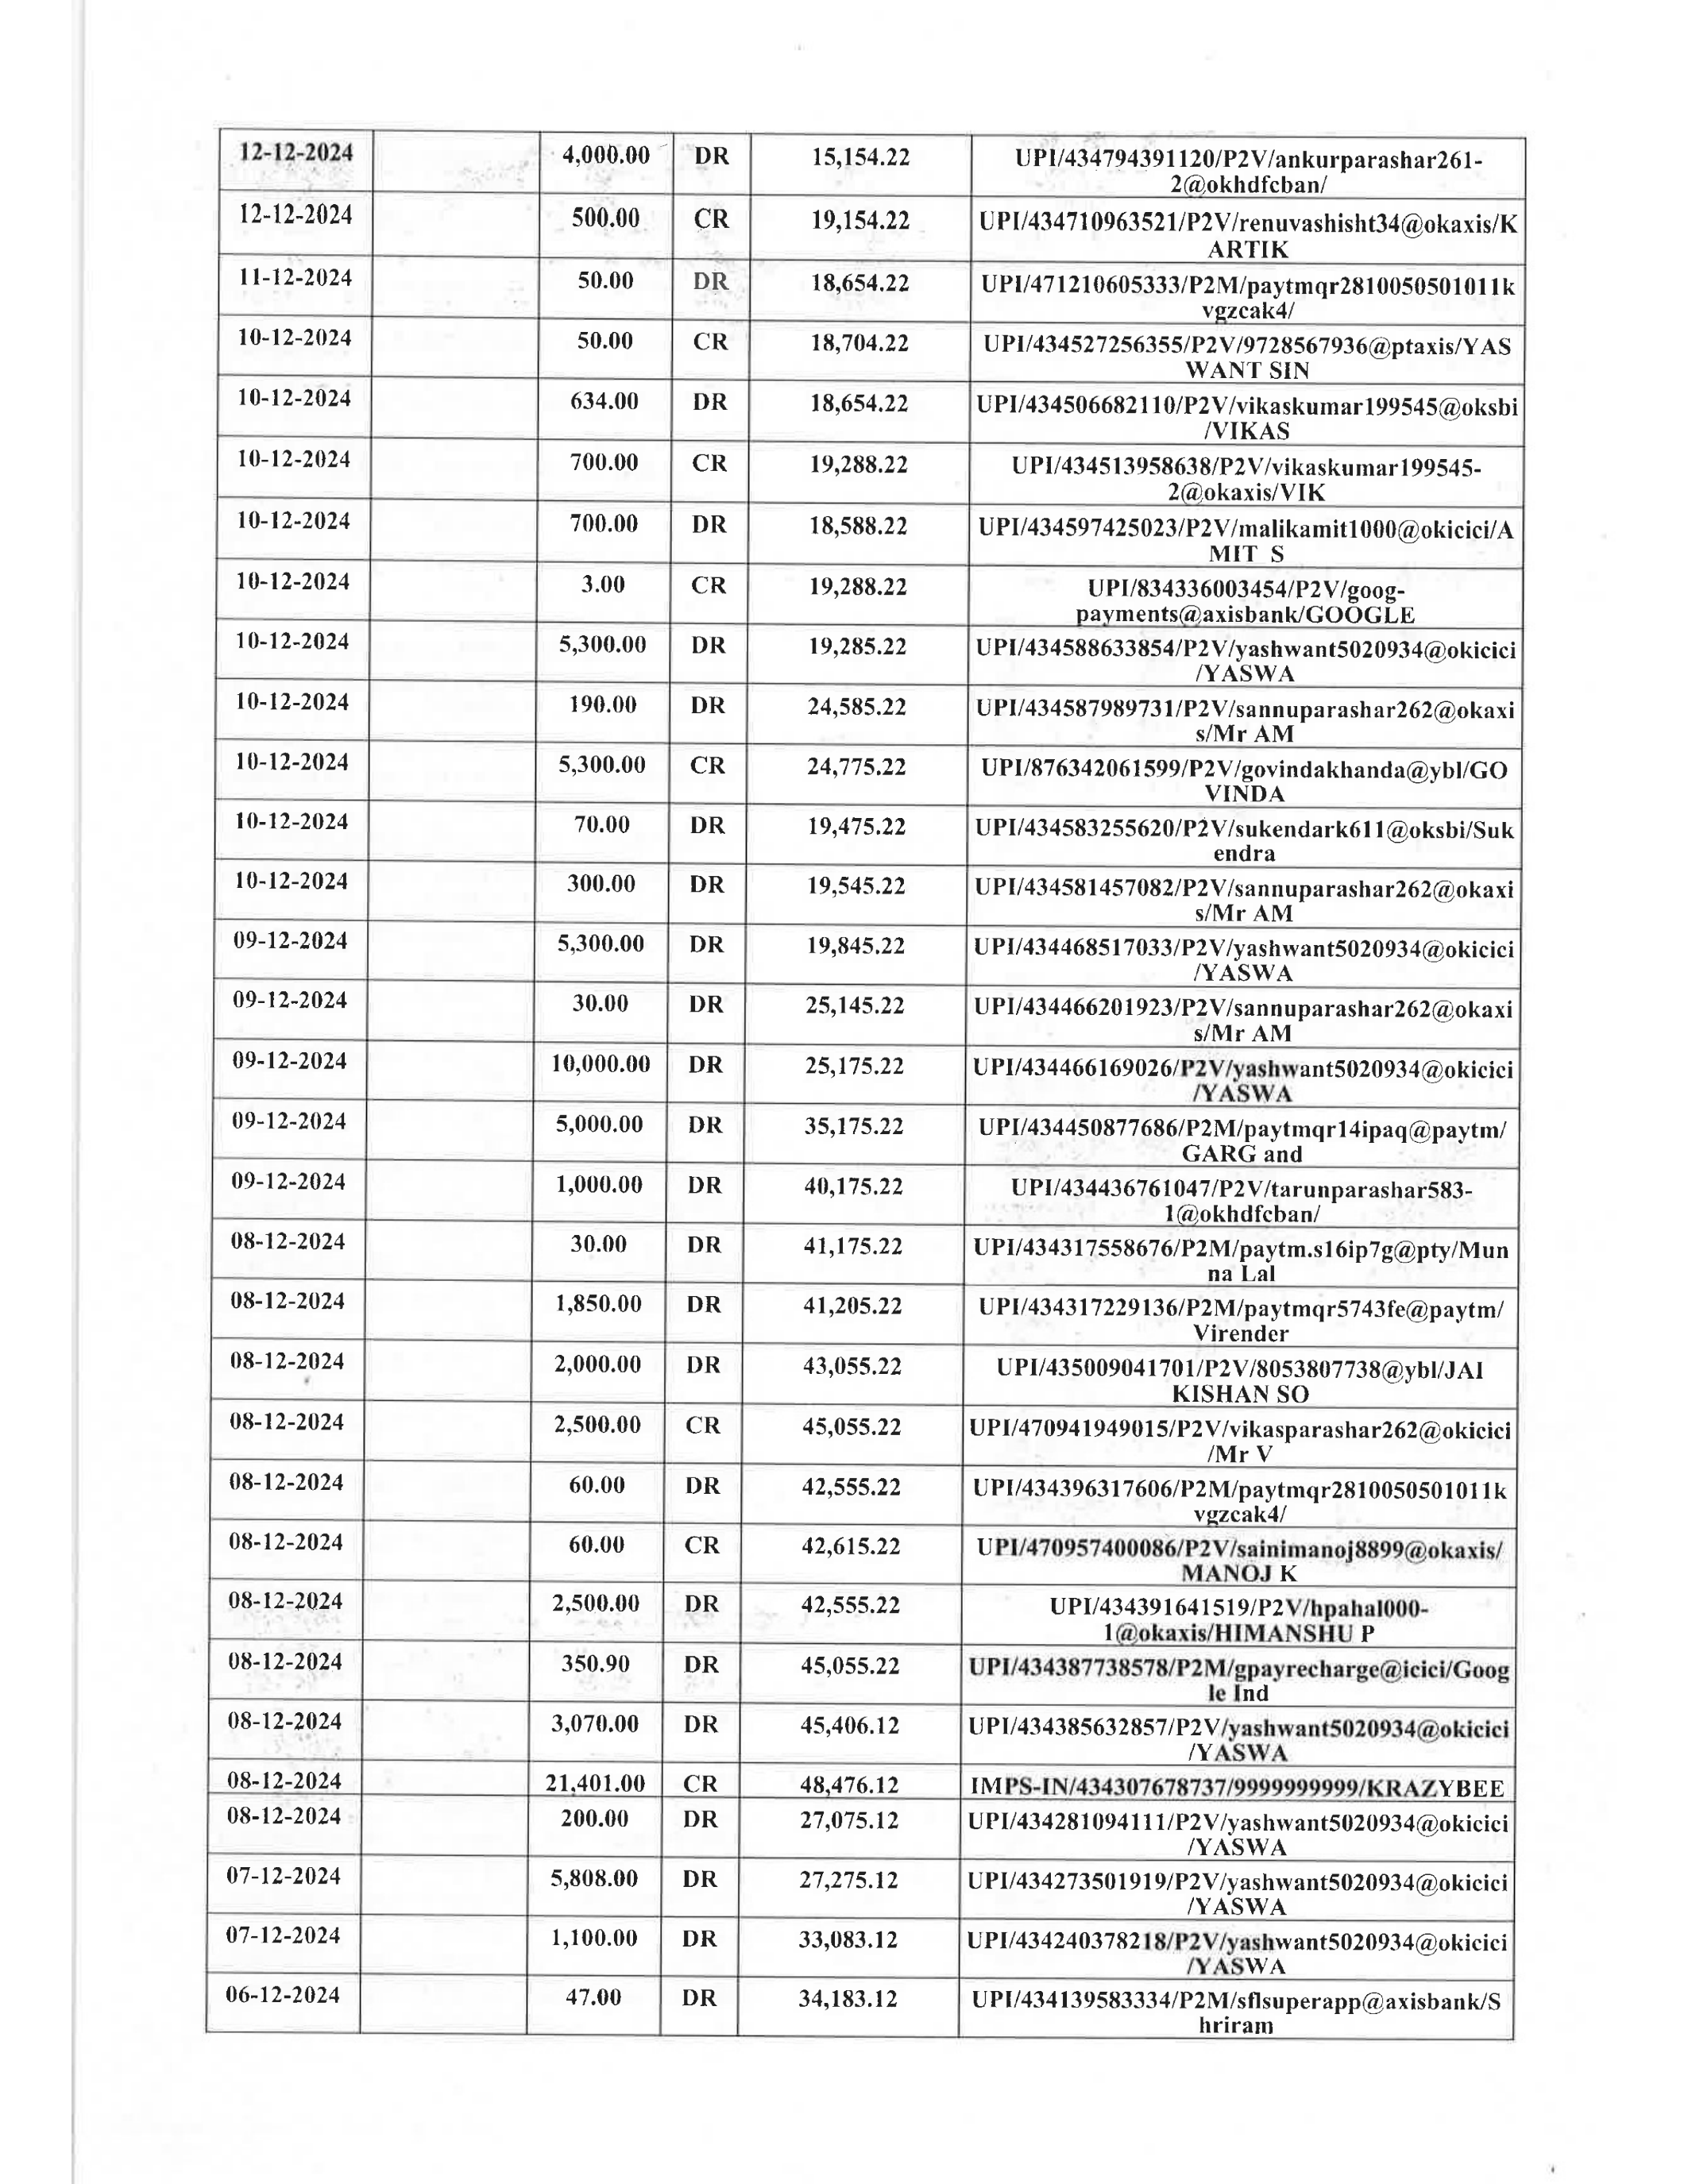 12-12-2024 4,000.00 DR 15,154.22 UPI/434794391120/P2V/ankurparashar261-
2@okhdfcban/
12-12-2024 500.00 CR 19,154.22 UPI/434710963521/P2V/renuvashisht34@okaxis/K
ARTIK
11-12-2024 50.00 DR 18,654.22 UPI/471210605333/P2M/paytmqr2810050501011k
vgzcak4/
10-12-2024 50.00 CR 18,704.22 UPI/434527256355/P2V/9728567936@ptaxis/YAS
WANT SIN
10-12-2024 634.00 DR 18,654.22 UPI/434506682110/P2V/vikaskumar199545@oksbi
/VIKAS
10-12-2024 700.00 CR 19,288.22 UPI/434513958638/P2V/vikaskumar199545-
2@okaxis/VIK
10-12-2024 700.00 DR 18,588.22 UPI/434597425023/P2V/malikamit1000@okicici/A
MIT S
10-12-2024 3.00 CR 19,288.22 UPI/834336003454/P2V/goog-
payments@axisbank/GOOGLE
10-12-2024 5,300.00 DR 19,285.22 UPI/434588633854/P2V/yashwant5020934@okicici
/YASWA
10-12-2024 190.00 DR 24,585.22 UPI/434587989731/P2V/sannuparashar262@okaxi
s/Mr AM
10-12-2024 5,300.00 CR 24,775.22 UPI/876342061599/P2V/govindakhanda@ybl/GO
VINDA
10-12-2024 70.00 DR 19,475.22 UPI/434583255620/P2V/sukendark611@oksbi/Suk
endra
10-12-2024 300.00 DR 19,545.22 UPI/434581457082/P2V/sannuparashar262@okaxi
s/Mr AM
09-12-2024 5,300.00 DR 19,845.22 UPI/434468517033/P2V/yashwant5020934@okicici
/YASWA
09-12-2024 30.00 DR 25,145.22 UPI/434466201923/P2V/sannuparashar262@okaxi
s/Mr AM
09-12-2024 10,000.00 DR 25,175.22 UPI/434466169026/P2V/yashwant5020934@okicici
/YASWA
09-12-2024 5,000.00 DR 35,175.22 UPI/434450877686/P2M/paytmqr14ipaq@paytm/
GARG and
09-12-2024 1,000.00 DR 40,175.22 UPI/434436761047/P2V/tarunparashar583-
1@okhdfcban/
08-12-2024 30.00 DR 41,175.22 UPI/434317558676/P2M/paytm.s16ip7g@pty/Mun
na Lal
08-12-2024 1,850.00 DR 41,205.22 UPI/434317229136/P2M/paytmqr5743fe@paytm/
Virender
08-12-2024 2,000.00 DR 43,055.22 UPI/435009041701/P2V/8053807738@ybl/JAI
KISHAN SO
08-12-2024 2,500.00 CR 45,055.22 UPI/470941949015/P2V/vikasparashar262@okicici
/Mr V
08-12-2024 60.00 DR 42,555.22 UPI/434396317606/P2M/paytmqr2810050501011k
vgzcak4/
08-12-2024 60.00 CR 42,615.22 UPI/470957400086/P2V/sainimanoj8899@okaxis/
MANOJ K
08-12-2024 2,500.00 DR 42,555.22 UPI/434391641519/P2V/hpahal000-
1@okaxis/HIMANSHU P
08-12-2024 350.90 DR 45,055.22 UPI/434387738578/P2M/gpayrecharge@icici/Goog
le Ind
08-12-2024 3,070.00 DR 45,406.12 UPI/434385632857/P2V/yashwant5020934@okicici
/YASWA
08-12-2024 21,401.00 CR 48,476.12 IMPS-IN/434307678737/9999999999/KRAZYBEE
08-12-2024 200.00 DR 27,075.12 UPI/434281094111/P2V/yashwant5020934@okicici
/YASWA
07-12-2024 5,808.00 DR 27,275.12 UPI/434273501919/P2V/yashwant5020934@okicici
/YASWA
07-12-2024 1,100.00 DR 33,083.12 UPI/434240378218/P2V/yashwant5020934@okicici
/YASWA
06-12-2024 47.00 DR 34,183.12 UPI/434139583334/P2M/sflsuperapp@axisbank/S
hriram